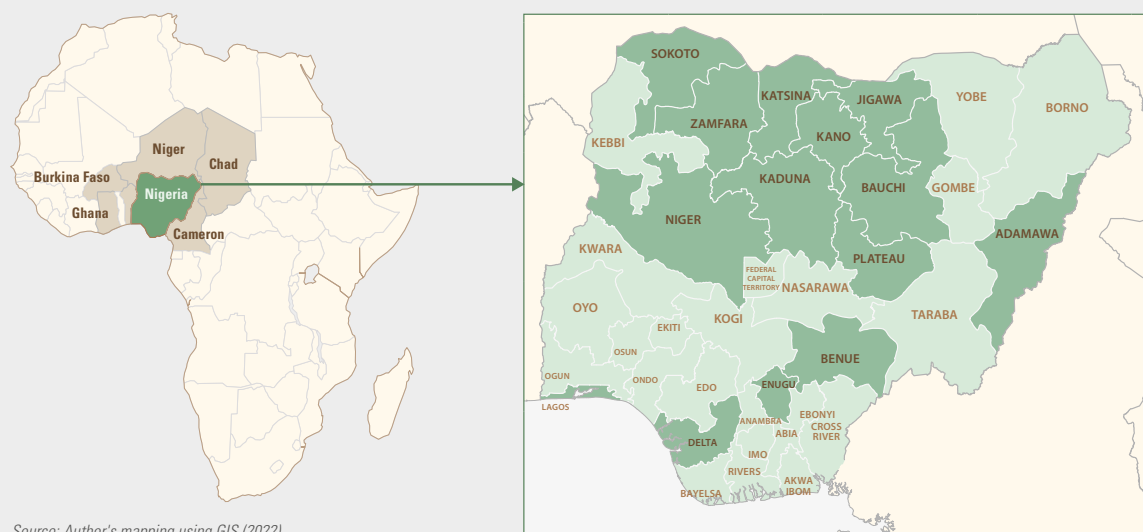 Niger
Chad
Burkina Faso
Nigeria
Ghana
Cameron
SOKOTO
KATSINA
JIGAWA
YOBE
BORNO
ZAMFARA
KANO
KEBBI
KADUNA
BAUCHI
GOMBE
NIGER
ADAMAWA
KWARA
PLATEAU
FEDERAL
CAPITAL
TERRITORY
NASARAWA
OYO
KOGI
TARABA
EKITI
OSUN
BENUE
OGUN
ONDO
EDO
ENUGU
LAGOS
ANAMBRA
EBONYI
CROSS
RIVER
ABIA
DELTA
IMO
RIVERS
AKWA
IBOM
BAYELSA
Source: Author's mapping using GIS (2022)